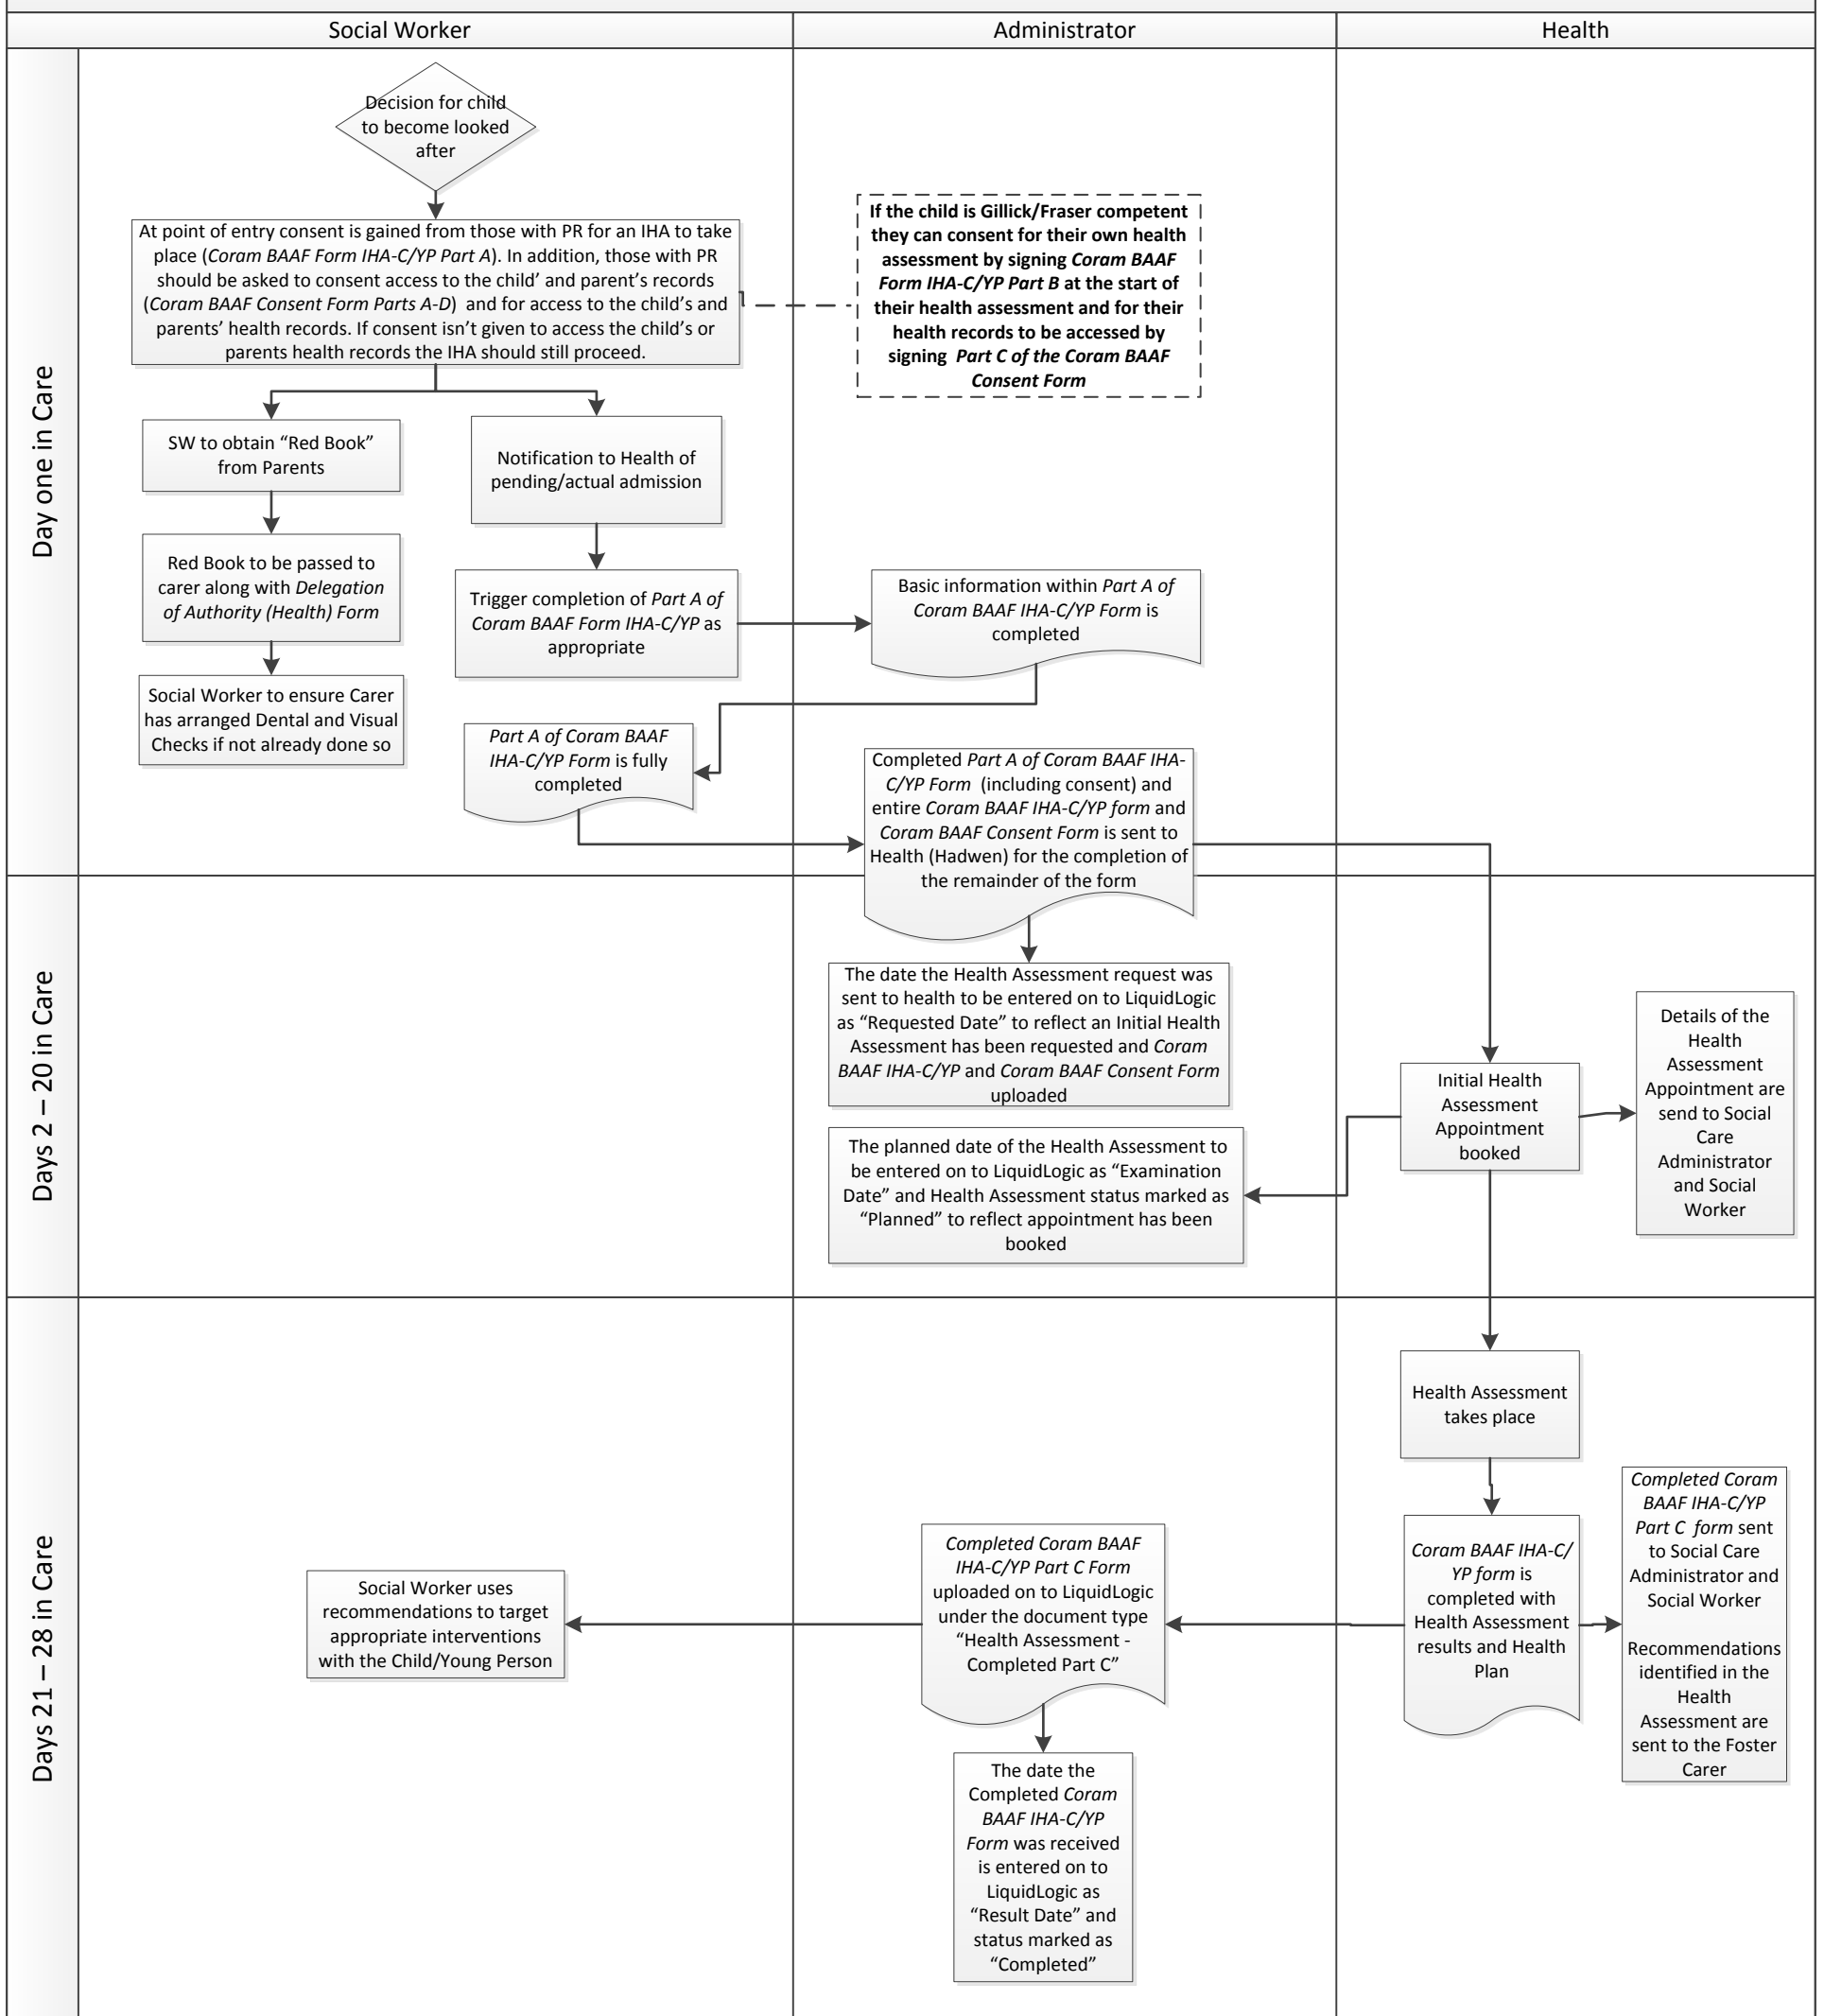 Social Worker
Administrator
Health
Day one in Care
Decision for child
to become looked
after
At point of entry consent is gained from those with PR for an IHA to take
place (Coram BAAF Form IHA-C/YP Part A). In addition, those with PR
should be asked to consent access to the child’ and parent’s records
(Coram BAAF Consent Form Parts A-D) and for access to the child’s and
parents’ health records. If consent isn’t given to access the child’s or
parents health records the IHA should still proceed.
If the child is Gillick/Fraser competent
they can consent for their own health
assessment by signing Coram BAAF
Form IHA-C/YP Part B at the start of
their health assessment and for their
health records to be accessed by
signing Part C of the Coram BAAF
Consent Form
SW to obtain “Red Book”
from Parents
Notification to Health of
pending/actual admission
Red Book to be passed to
carer along with Delegation
of Authority (Health) Form
Trigger completion of Part A of
Coram BAAF Form IHA-C/YP as
appropriate
Basic information within Part A of
Coram BAAF IHA-C/YP Form is
completed
Social Worker to ensure Carer
has arranged Dental and Visual
Checks if not already done so
Part A of Coram BAAF
IHA-C/YP Form is fully
completed
Completed Part A of Coram BAAF IHA-
C/YP Form (including consent) and
entire Coram BAAF IHA-C/YP form and
Coram BAAF Consent Form is sent to
Health (Hadwen) for the completion of
the remainder of the form
Days 2 – 20 in Care
The date the Health Assessment request was
sent to health to be entered on to LiquidLogic
as “Requested Date” to reflect an Initial Health
Assessment has been requested and Coram
BAAF IHA-C/YP and Coram BAAF Consent Form
uploaded
Initial Health
Assessment
Appointment
booked
Details of the
Health
Assessment
Appointment are
send to Social
Care
Administrator
and Social
Worker
The planned date of the Health Assessment to
be entered on to LiquidLogic as “Examination
Date” and Health Assessment status marked as
“Planned” to reflect appointment has been
booked
Days 21 – 28 in Care
Health Assessment
takes place
Coram BAAF IHA-C/
YP form is
completed with
Health Assessment
results and Health
Plan
Completed Coram
BAAF IHA-C/YP
Part C form sent
to Social Care
Administrator and
Social Worker
Recommendations
identified in the
Health
Assessment are
sent to the Foster
Carer
Completed Coram BAAF
IHA-C/YP Part C Form
uploaded on to LiquidLogic
under the document type
“Health Assessment -
Completed Part C”
Social Worker uses
recommendations to target
appropriate interventions
with the Child/Young Person
The date the
Completed Coram
BAAF IHA-C/YP
Form was received
is entered on to
LiquidLogic as
“Result Date” and
status marked as
“Completed”